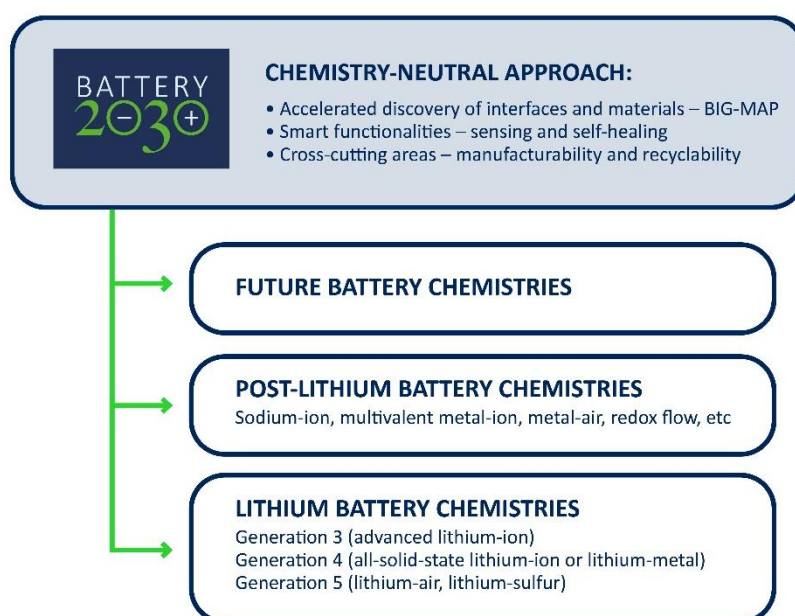 BATTERY
2030
CHEMISTRY-NEUTRAL APPROACH:
• Accelerated discovery of interfaces and materials – BIG-MAP
• Smart functionalities – sensing and self-healing
• Cross-cutting areas – manufacturability and recyclability
FUTURE BATTERY CHEMISTRIES
POST-LITHIUM BATTERY CHEMISTRIES
Sodium-ion, multivalent metal-ion, metal-air, redox flow, etc
LITHIUM BATTERY CHEMISTRIES
Generation 3 (advanced lithium-ion)
Generation 4 (all-solid-state lithium-ion or lithium-metal)
Generation 5 (lithium-air, lithium-sulfur)